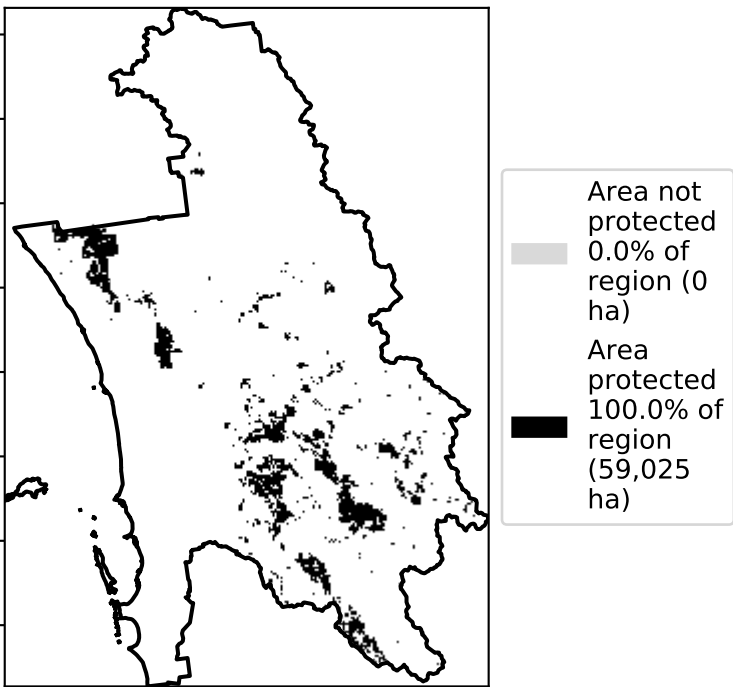 Area not
protected
0.0% of
region (0
ha)
Area
protected
100.0% of
region
(59,025
ha)